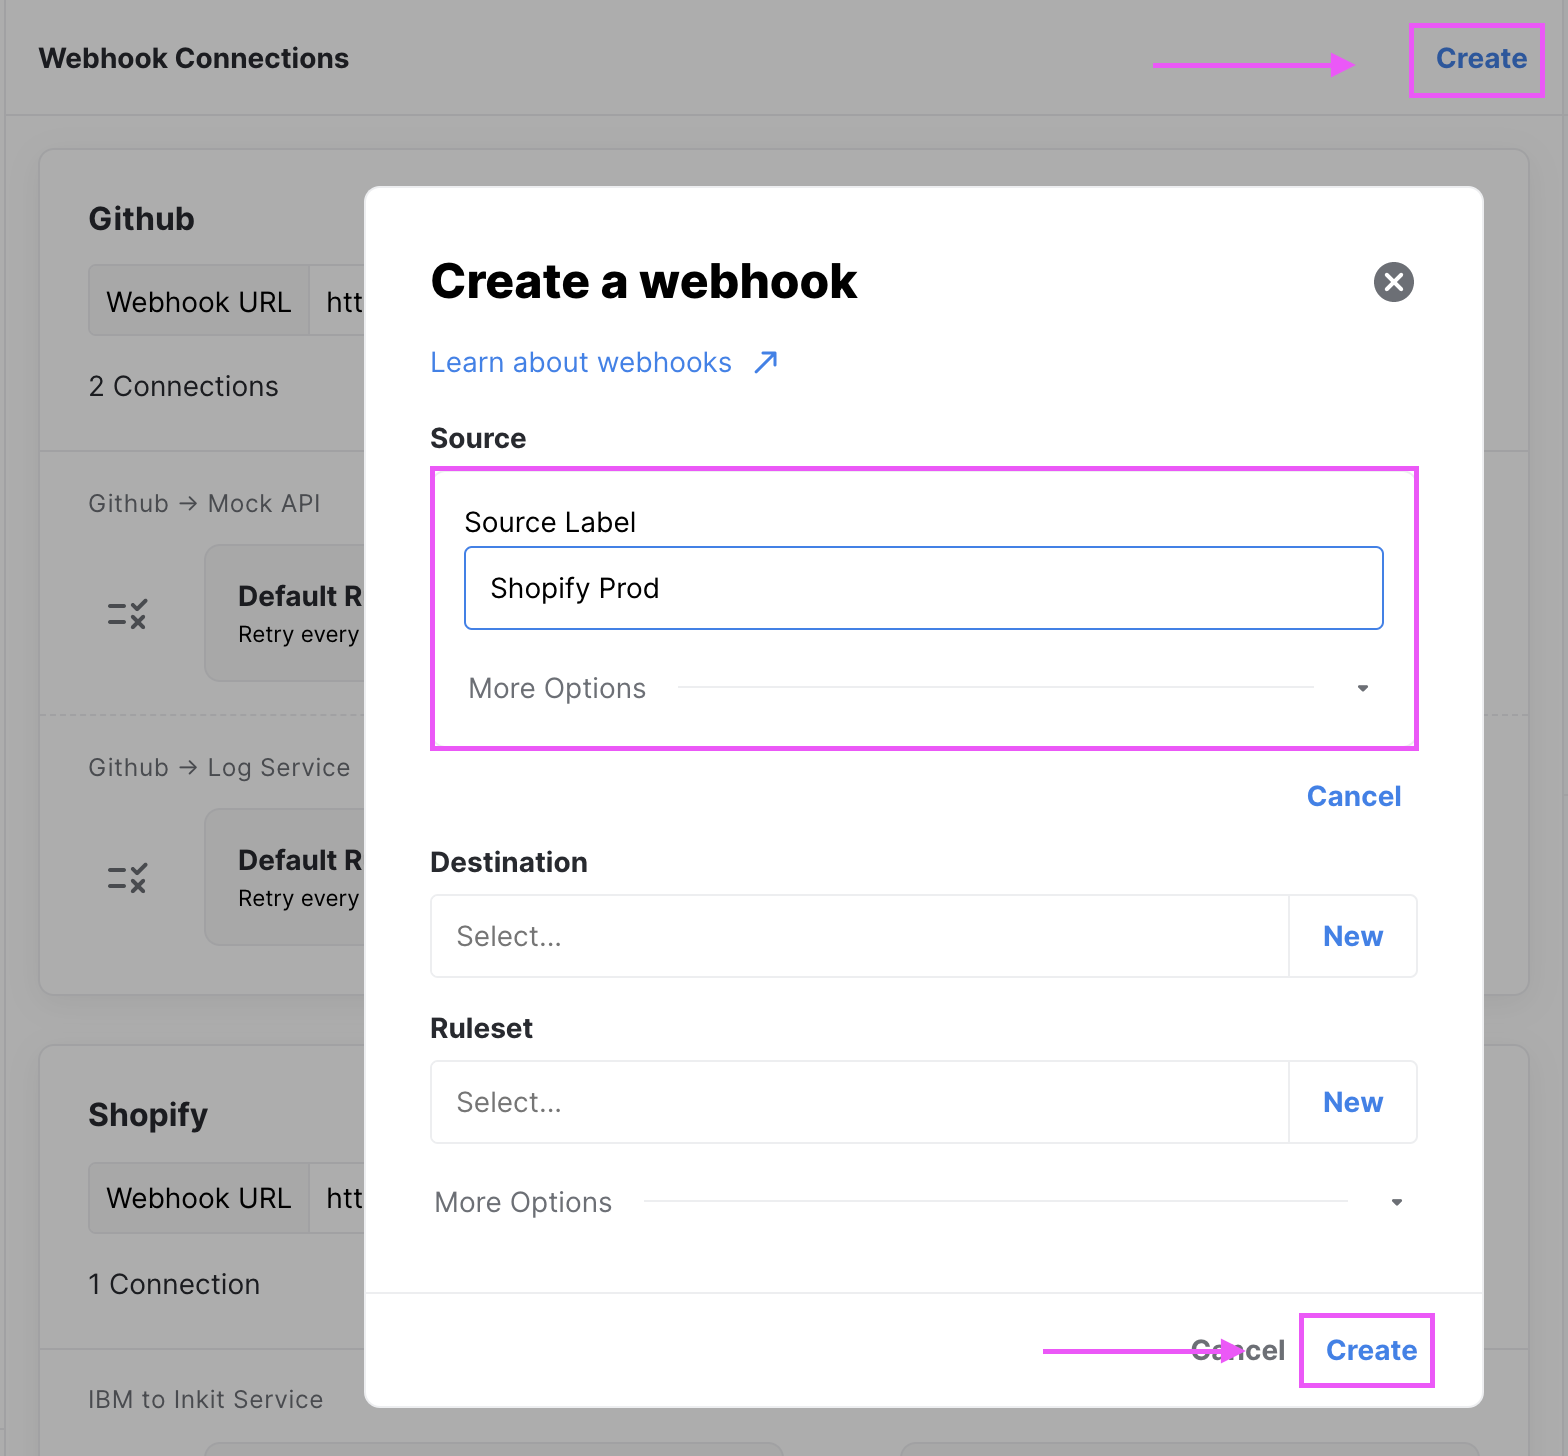 Webhook Connections
Create
Github
Webhook URL
htt
2 Connections
Github → Mock API
Default R
Retry every
Github → Log Service
Default R
Retry every
Shopify
Webhook URL
htt
1 Connection
IBM to Inkit Service
Create a webhook
Learn about webhooks
Source
Source Label
Shopify Prod
More Options
Cancel
Destination
Select...
New
Ruleset
Select...
New
More Options
Cancel
Create